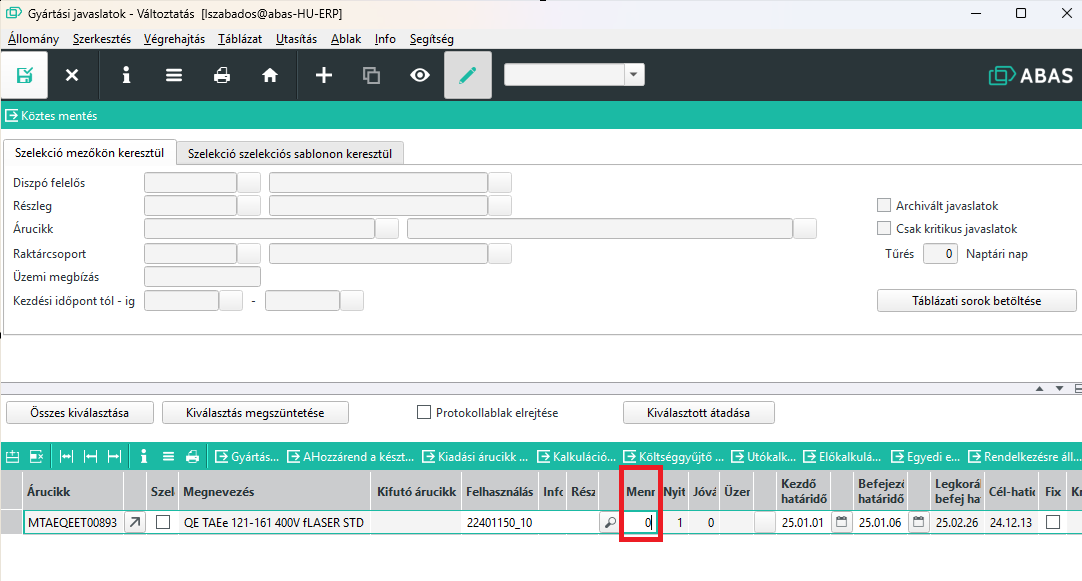 Gyártási javaslatok - Változtatás [lszabados@abas-HU-ERP]
Állomány Szerkesztés Végrehajtás Táblázat Utasítás Ablak Info Segítség
ABAS
Köztes mentés
Szelekció mezőkön keresztül Szelekció szelekciós sablonon keresztül
Diszpó felelős
Részleg
Archivált javaslatok
Árucikk
Csak kritikus javaslatok
Raktárcsoport
Tűrés 0 Naptári nap
Üzemi megbízás
Kezdési időpont tól - ig -
Táblázati sorok betöltése
Összes kiválasztása Kiválasztás megszüntetése Protokollablak elrejtése Kiválasztott átadása
Gyártás... AHozzárend a készt... Kiadási árucikk ... Kalkuláció... Költséggyűjtő ... Utókalk... Előkalkulá... Egyedi e... Rendelkezésre áll...
Árucikk Szel Megnevezés Kifutó árucikk Felhasználás Info Rész Menn Nyit Jóvá Üzer Kezdő határidő Befejező határidő Legkorá befej ha Cél-hatic Fix Kr
MTAEQEET00893 QE TAEe 121-161 400V fLASER STD 22401150_10 0 1 0 25.01.01 25.01.06 25.02.26 24.12.13